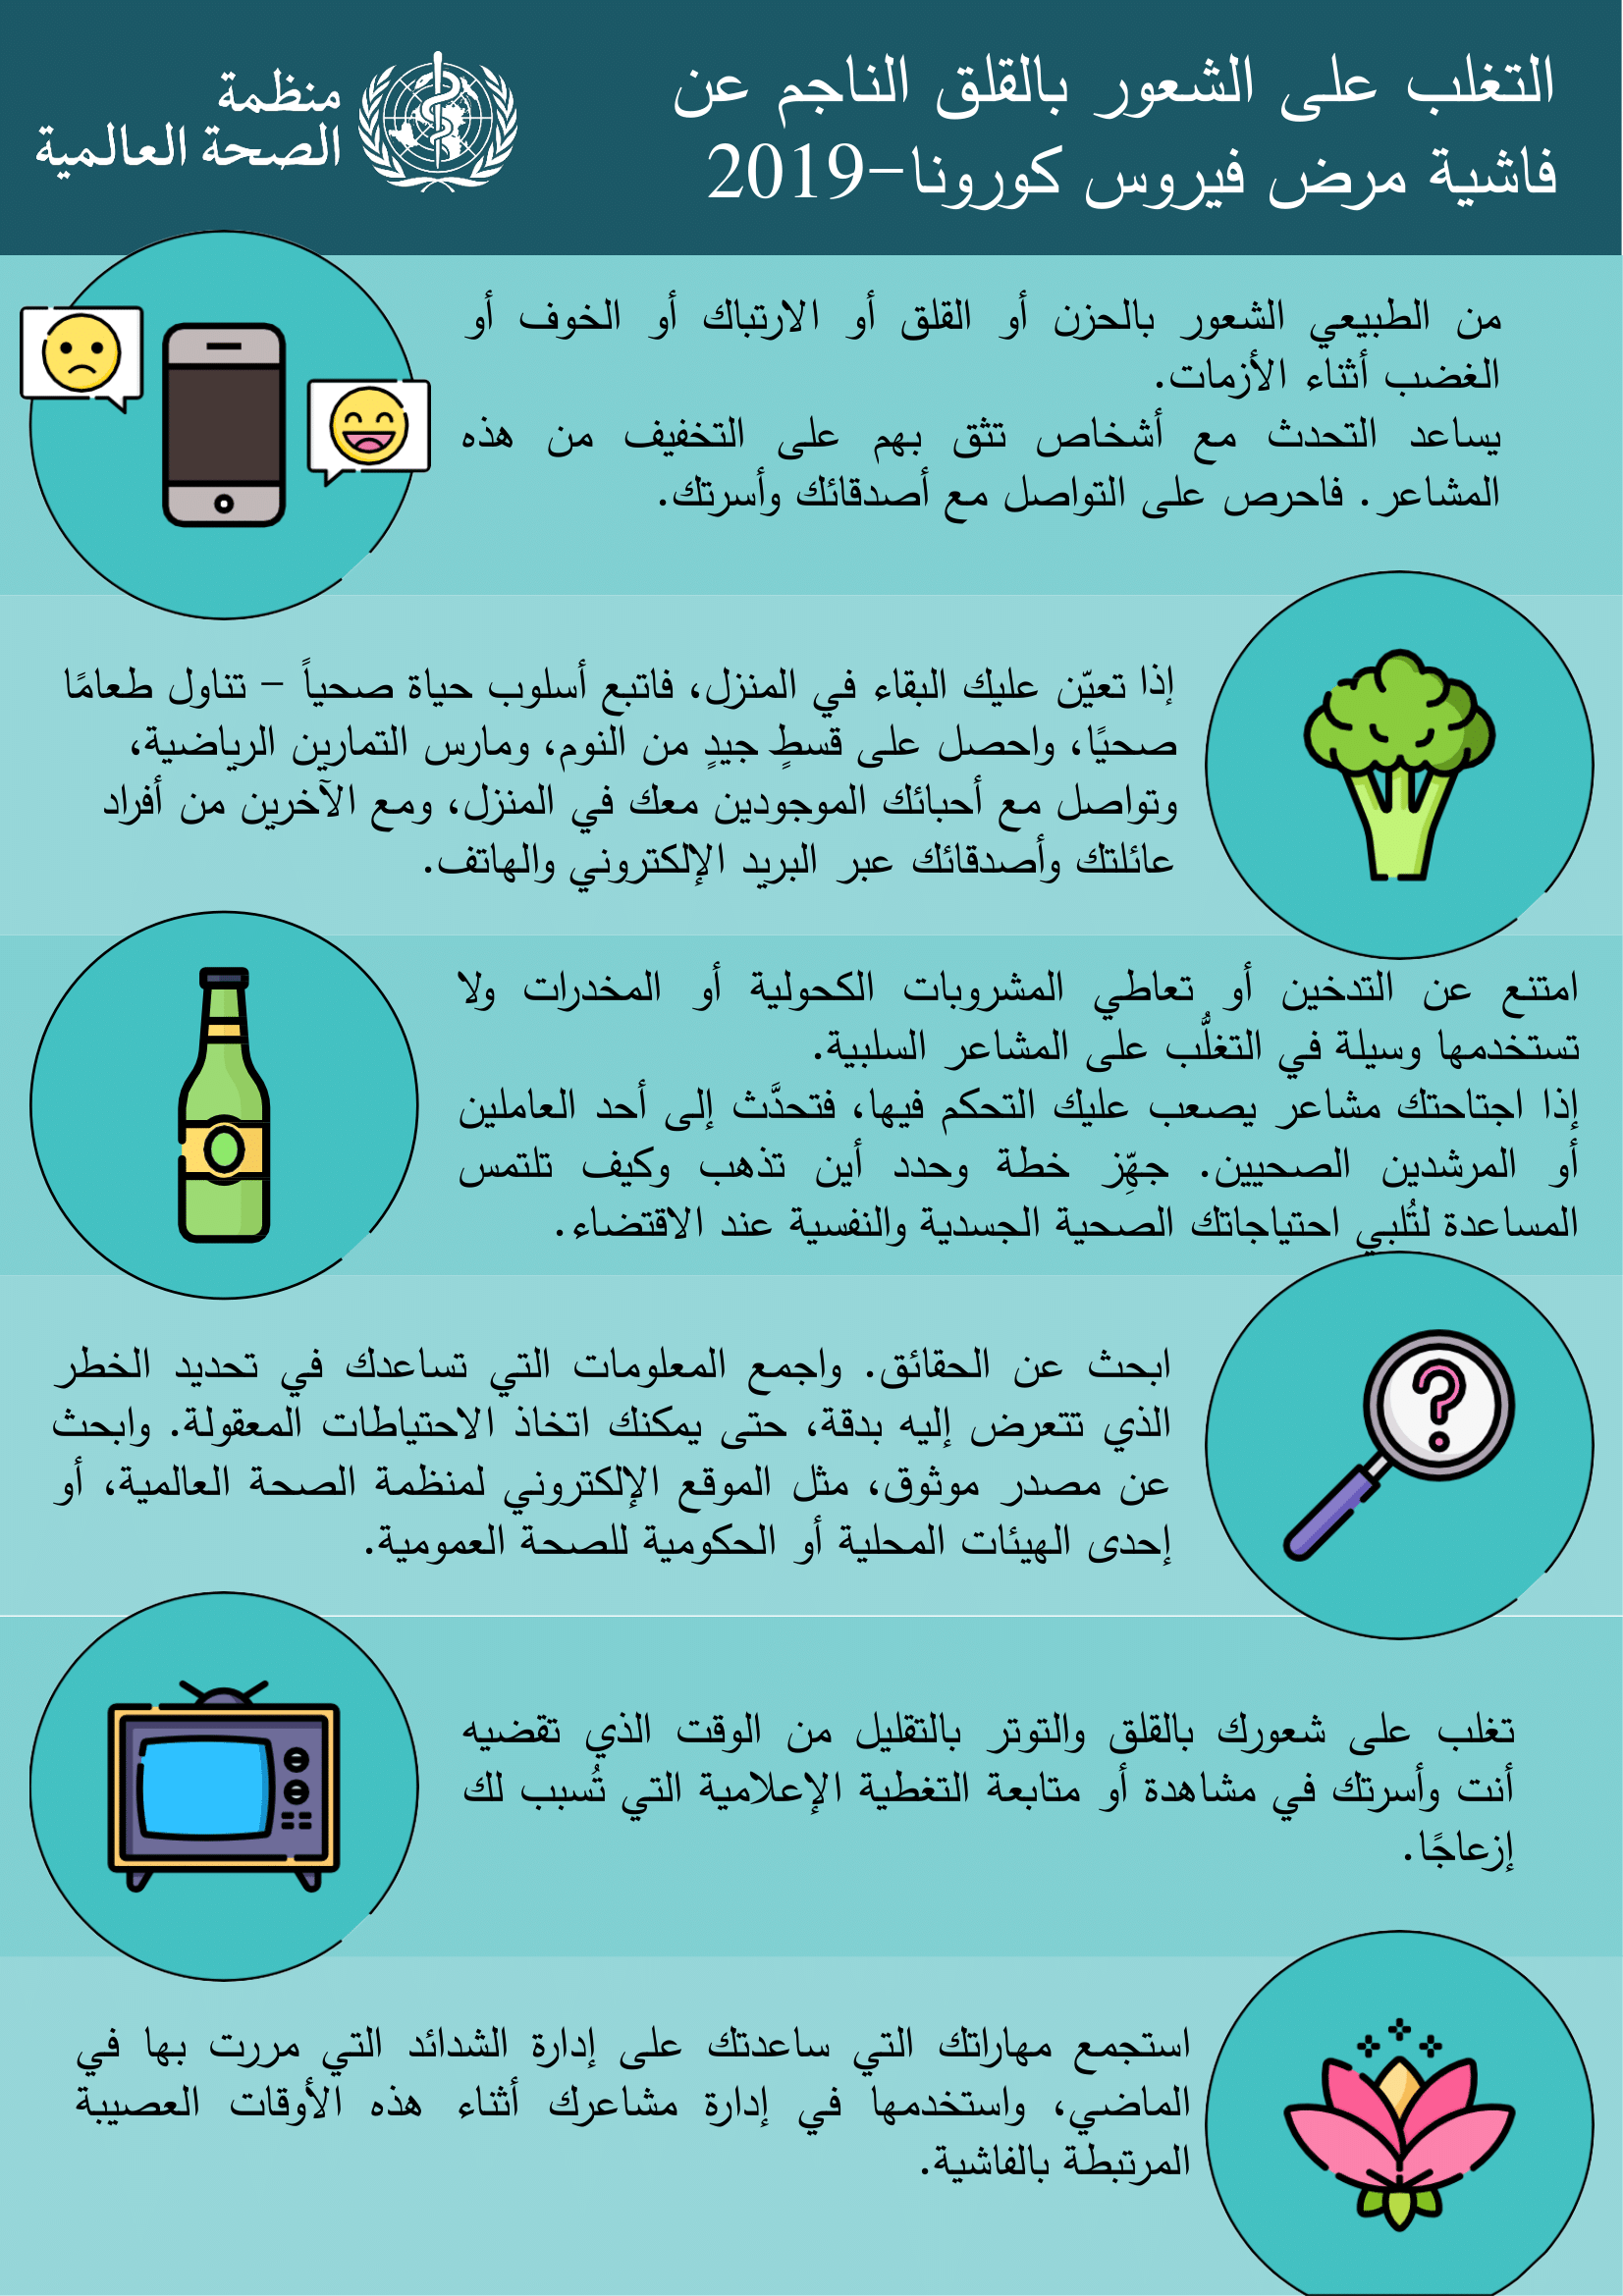 التغلب على الشعور بالقلق الناجم عن
فاشية مرض فيروس كورونا-2019
منظمة
الصحة العالمية
من الطبيعي الشعور بالحزن أو القلق أو الارتباك أو الخوف أو
الغضب أثناء الأزمات.
يساعد التحدث مع أشخاص تثق بهم على التخفيف من هذه
المشاعر. فاحرص على التواصل مع أصدقائك وأسرتك.
إذا تعيّن عليك البقاء في المنزل، فاتبع أسلوب حياة صحياً - تناول طعامًا
صحيًا، واحصل على قسطٍ جيدٍ من النوم، ومارس التمارين الرياضية،
وتواصل مع أحبائك الموجودين معك في المنزل، ومع الآخرين من أفراد
عائلتك وأصدقائك عبر البريد الإلكتروني والهاتف.
امتنع عن التدخين أو تعاطي المشروبات الكحولية أو المخدرات ولا
تستخدمها وسيلة في التغلُّب على المشاعر السلبية.
إذا اجتاحتك مشاعر يصعب عليك التحكم فيها، فتحدَّث إلى أحد العاملين
أو المرشدين الصحيين. جهِّز خطة وحدد أين تذهب وكيف تلتمس
المساعدة لتُلبي احتياجاتك الصحية الجسدية والنفسية عند الاقتضاء.
ابحث عن الحقائق. واجمع المعلومات التي تساعدك في تحديد الخطر
الذي تتعرض إليه بدقة، حتى يمكنك اتخاذ الاحتياطات المعقولة. وابحث
عن مصدر موثوق، مثل الموقع الإلكتروني لمنظمة الصحة العالمية، أو
إحدى الهيئات المحلية أو الحكومية للصحة العمومية.
تغلب على شعورك بالقلق والتوتر بالتقليل من الوقت الذي تقضيه
أنت وأسرتك في مشاهدة أو متابعة التغطية الإعلامية التي تُسبب لك
إزعاجًا.
استجمع مهاراتك التي ساعدتك على إدارة الشدائد التي مررت بها في
الماضي، واستخدمها في إدارة مشاعرك أثناء هذه الأوقات العصيبة
المرتبطة بالفاشية.